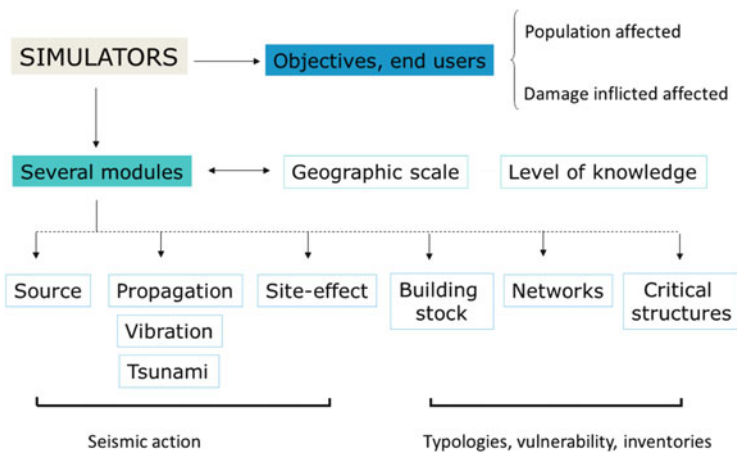 Population affected
SIMULATORS
Objectives, end users
Damage inflicted affected
Several modules
Geographic scale
Level of knowledge
Source
Propagation
Site-effect
Building
stock
Networks
Critical
structures
Vibration
Tsunami
Seismic action
Typologies, vulnerability, inventories